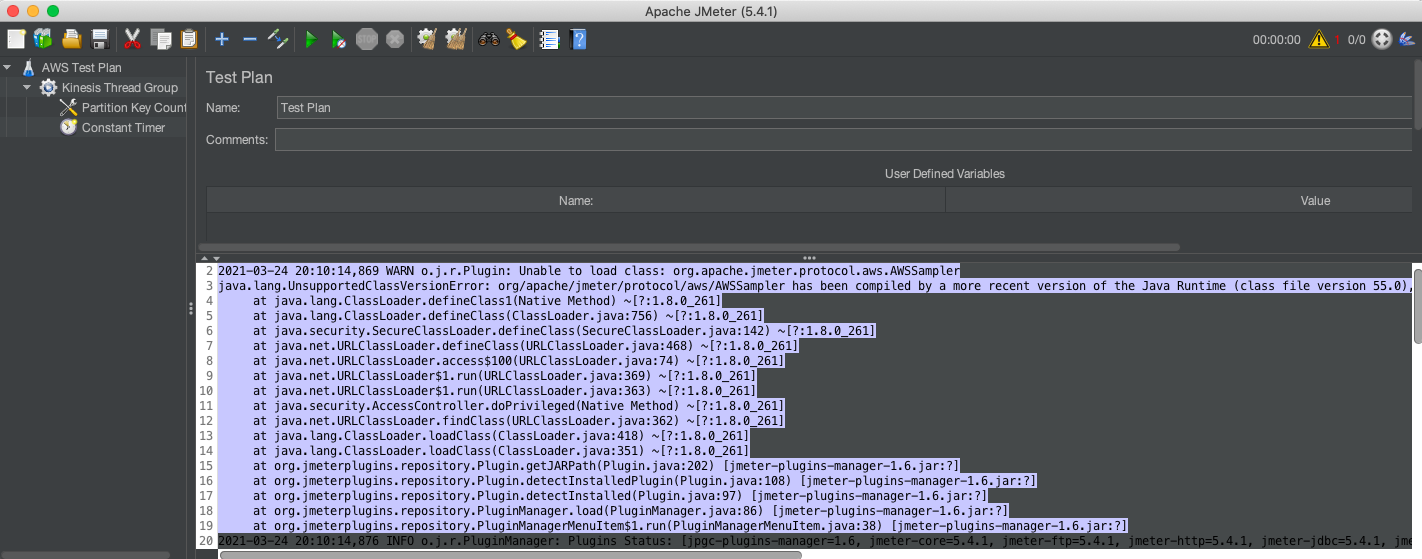 Apache JMeter (5.4.1)
STOP
00:00:00
0/0
AWS Test Plan
Kinesis Thread Group
Partition Key Count
Constant Timer
Test Plan
Name: Test Plan
Comments:
User Defined Variables
Name: Value
2 2021-03-24 20:10:14,869 WARN o.j.r.Plugin: Unable to load class: org.apache.jmeter.protocol.aws.AWSSampler
3 java.lang.UnsupportedClassVersionError: org/apache/jmeter/protocol/aws/AWSSampler has been compiled by a more recent version of the Java Runtime (class file version 55.0),
4 at java.lang.ClassLoader.defineClass1(Native Method) ~[?:1.8.0_261]
5 at java.lang.ClassLoader.defineClass(ClassLoader.java:756) ~[?:1.8.0_261]
6 at java.security.SecureClassLoader.defineClass(SecureClassLoader.java:142) ~[?:1.8.0_261]
7 at java.net.URLClassLoader.defineClass(URLClassLoader.java:468) ~[?:1.8.0_261]
8 at java.net.URLClassLoader.access$100(URLClassLoader.java:74) ~[?:1.8.0_261]
9 at java.net.URLClassLoader$1.run(URLClassLoader.java:369) ~[?:1.8.0_261]
10 at java.net.URLClassLoader$1.run(URLClassLoader.java:363) ~[?:1.8.0_261]
11 at java.security.AccessController.doPrivileged(Native Method) ~[?:1.8.0_261]
12 at java.net.URLClassLoader.findClass(URLClassLoader.java:362) ~[?:1.8.0_261]
13 at java.lang.ClassLoader.loadClass(ClassLoader.java:418) ~[?:1.8.0_261]
14 at java.lang.ClassLoader.loadClass(ClassLoader.java:351) ~[?:1.8.0_261]
15 at org.jmeterplugins.repository.Plugin.getJARPath(Plugin.java:202) [jmeter-plugins-manager-1.6.jar:?]
16 at org.jmeterplugins.repository.Plugin.detectInstalledPlugin(Plugin.java:108) [jmeter-plugins-manager-1.6.jar:?]
17 at org.jmeterplugins.repository.Plugin.detectInstalled(Plugin.java:97) [jmeter-plugins-manager-1.6.jar:?]
18 at org.jmeterplugins.repository.PluginManager.load(PluginManager.java:86) [jmeter-plugins-manager-1.6.jar:?]
19 at org.jmeterplugins.repository.PluginManagerMenuItem$1.run(PluginManagerMenuItem.java:38) [jmeter-plugins-manager-1.6.jar:?]
20 2021-03-24 20:10:14,876 INFO o.j.r.PluginManager: Plugins Status: [jpgc-plugins-manager=1.6, jmeter-core=5.4.1, jmeter-ftp=5.4.1, jmeter-http=5.4.1, jmeter-jdbc=5.4.1, jme